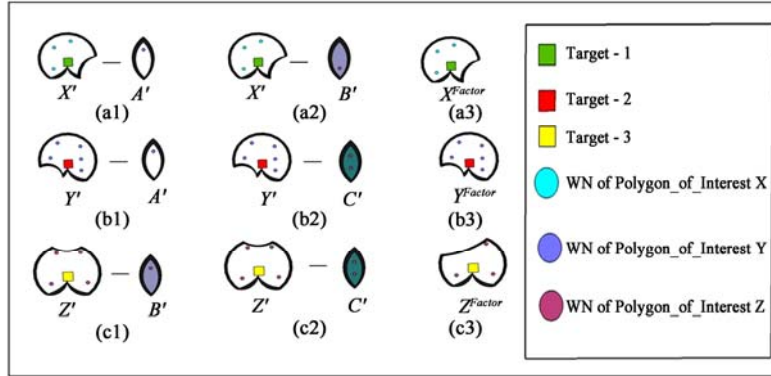 X' — A'
(a1)
X' — B'
(a2)
X^Factor
(a3)
Y' — A'
(b1)
Y' — C'
(b2)
Y^Factor
(b3)
Z' — B'
(c1)
Z' — C'
(c2)
Z^Factor
(c3)
Target - 1
Target - 2
Target - 3
WN of Polygon_of_Interest X
WN of Polygon_of_Interest Y
WN of Polygon_of_Interest Z